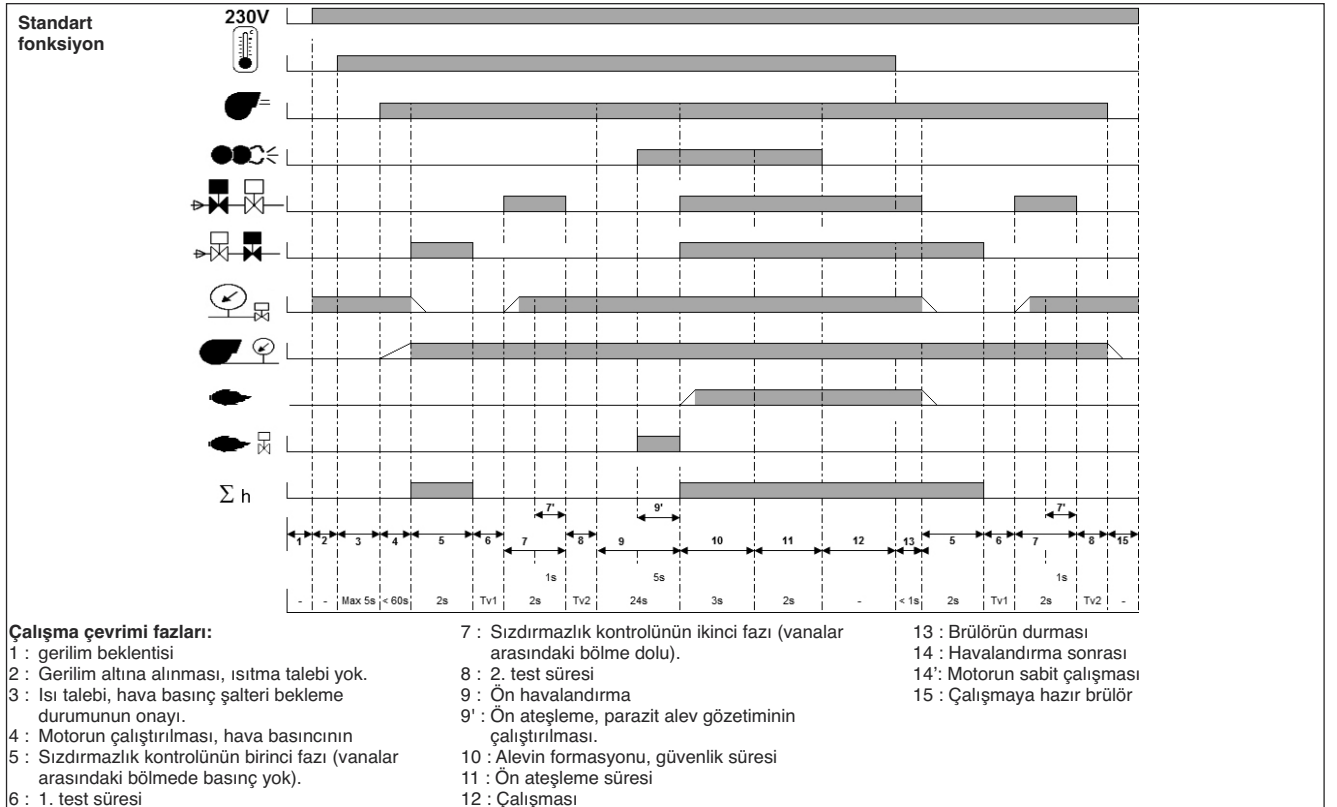 Standart
fonksiyon
230V
°C
Σ h
7' 9' 7'
1 2 3 4 5 6 7 8 9 10 11 12 13 5 6 7 8 15
1s 5s 1s
- - Max 5s < 60s 2s Tv1 2s Tv2 24s 3s 2s - < 1s 2s Tv1 2s Tv2 -
Çalışma çevrimi fazları:
1 : gerilim beklentisi
2 : Gerilim altına alınması, ısıtma talebi yok.
3 : Isı talebi, hava basınç şalteri bekleme
durumunun onayı.
4 : Motorun çalıştırılması, hava basıncının
5 : Sızdırmazlık kontrolünün birinci fazı (vanalar
arasındaki bölmede basınç yok).
6 : 1. test süresi
7 : Sızdırmazlık kontrolünün ikinci fazı (vanalar
arasındaki bölme dolu).
8 : 2. test süresi
9 : Ön havalandırma
9' : Ön ateşleme, parazit alev gözetiminin
çalıştırılması.
10 : Alevin formasyonu, güvenlik süresi
11 : Ön ateşleme süresi
12 : Çalışması
13 : Brülörün durması
14 : Havalandırma sonrası
14': Motorun sabit çalışması
15 : Çalışmaya hazır brülör